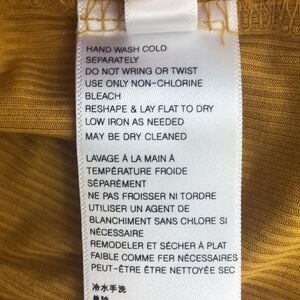 HAND WASH COLD
SEPARATELY
DO NOT WRING OR TWIST
USE ONLY NON-CHLORINE
BLEACH
RESHAPE & LAY FLAT TO DRY
LOW IRON AS NEEDED
MAY BE DRY CLEANED
LAVAGE À LA MAIN À
TEMPÉRATURE FROIDE
SÉPARÉMENT
NE PAS FROISSER NI TORDRE
UTILISER UN AGENT DE
BLANCHIMENT SANS CHLORE SI
NÉCESSAIRE
REMODELER ET SÉCHER À PLAT
FAIBLE COMME FER NÉCESSAIRES
PEUT-ÊTRE ÊTRE NETTOYÉE SEC
冷水手洗